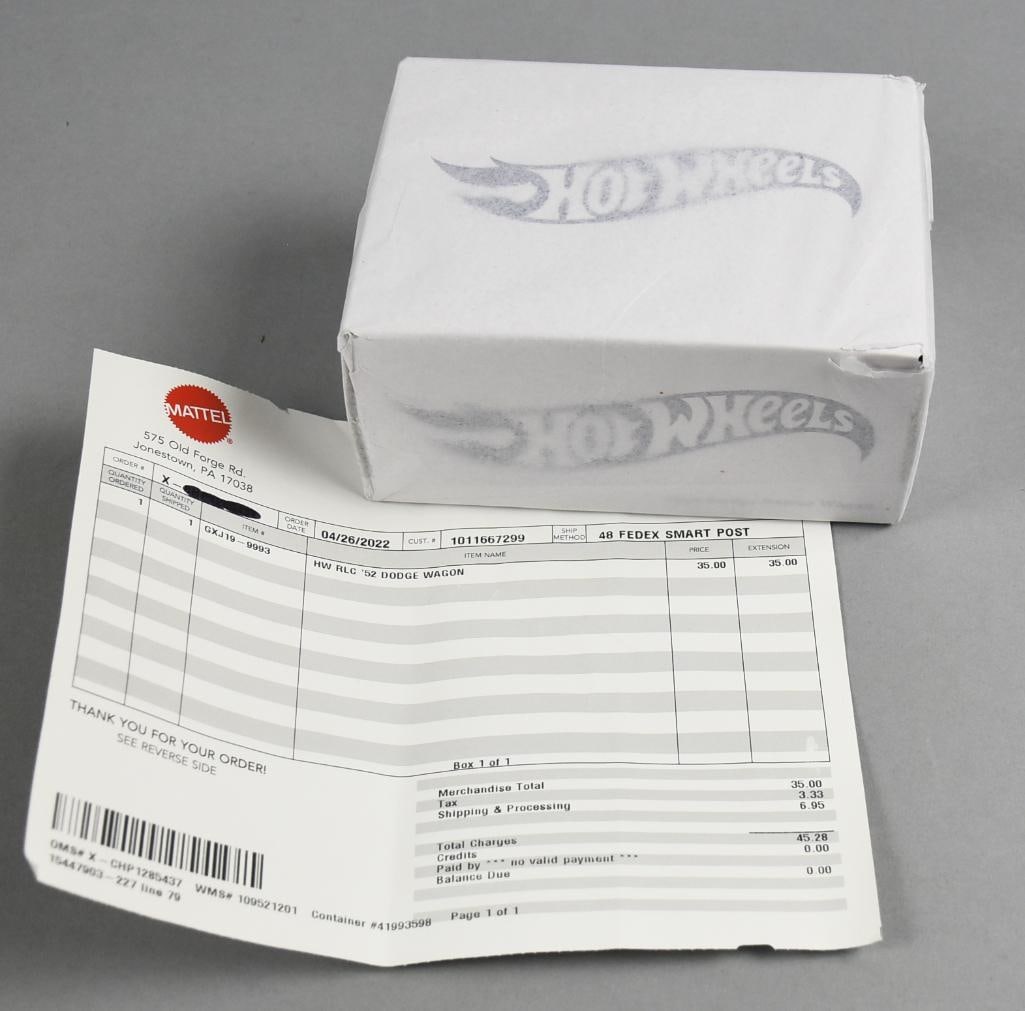 HOT WHEELS
HOT WHEELS
MATTEL®
575 Old Forge Rd.
Jonestown, PA 17038
ORDER # X- ORDER DATE 04/26/2022 CUST. # 1011667299 SHIP METHOD 48 FEDEX SMART POST
QUANTITY ORDERED QUANTITY SHIPPED ITEM # ITEM NAME PRICE EXTENSION
1 1 GXJ19-9993 HW RLC '52 DODGE WAGON 35.00 35.00
THANK YOU FOR YOUR ORDER!
SEE REVERSE SIDE
Box 1 of 1
Merchandise Total 35.00
Tax 3.33
Shipping & Processing 6.95
Total Charges 45.28
Credits 0.00
Paid by *** no valid payment ***
Balance Due 0.00
OMS# X-CHP1285437 WMS# 109521201 Container #41993598 Page 1 of 1
15447903-227 line 79